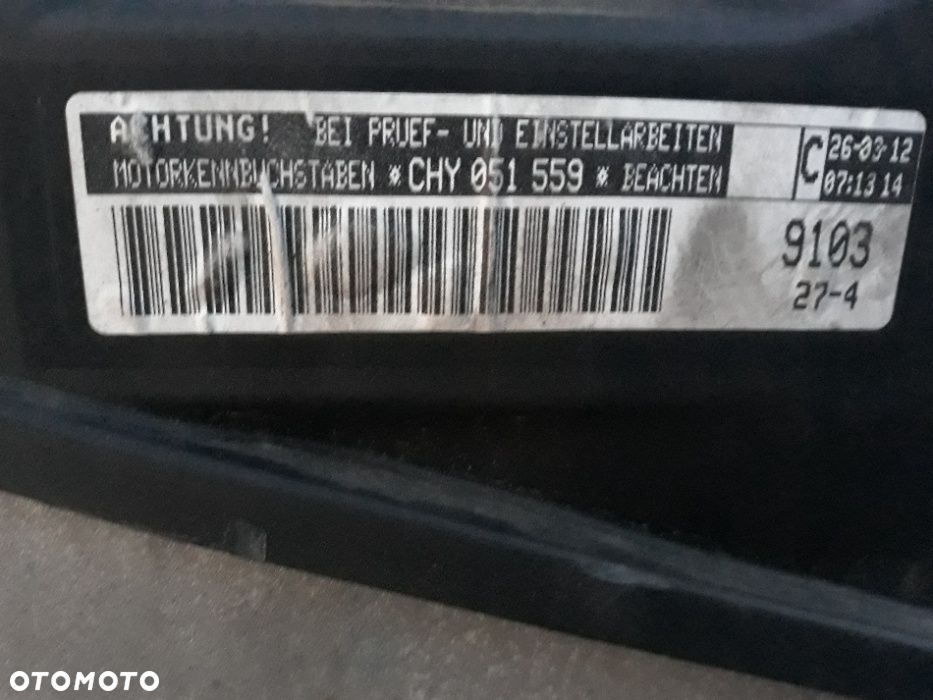 ACHTUNG! BEI PRUEF- UND EINSTELLARBEITEN
MOTORKENNBUCHSTABEN * CHY 051 559 * BEACHTEN
C
26-03-12
07:13 14
9103
27-4
OTOMOTO